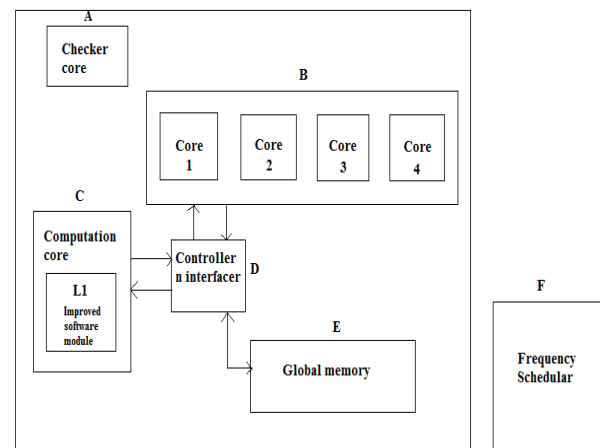 A
Checker
core
B
Core
1
Core
2
Core
3
Core
4
C
Computation
core
L1
Improved
software
module
Controller
n interfacer
D
E
Global memory
F
Frequency
Schedular